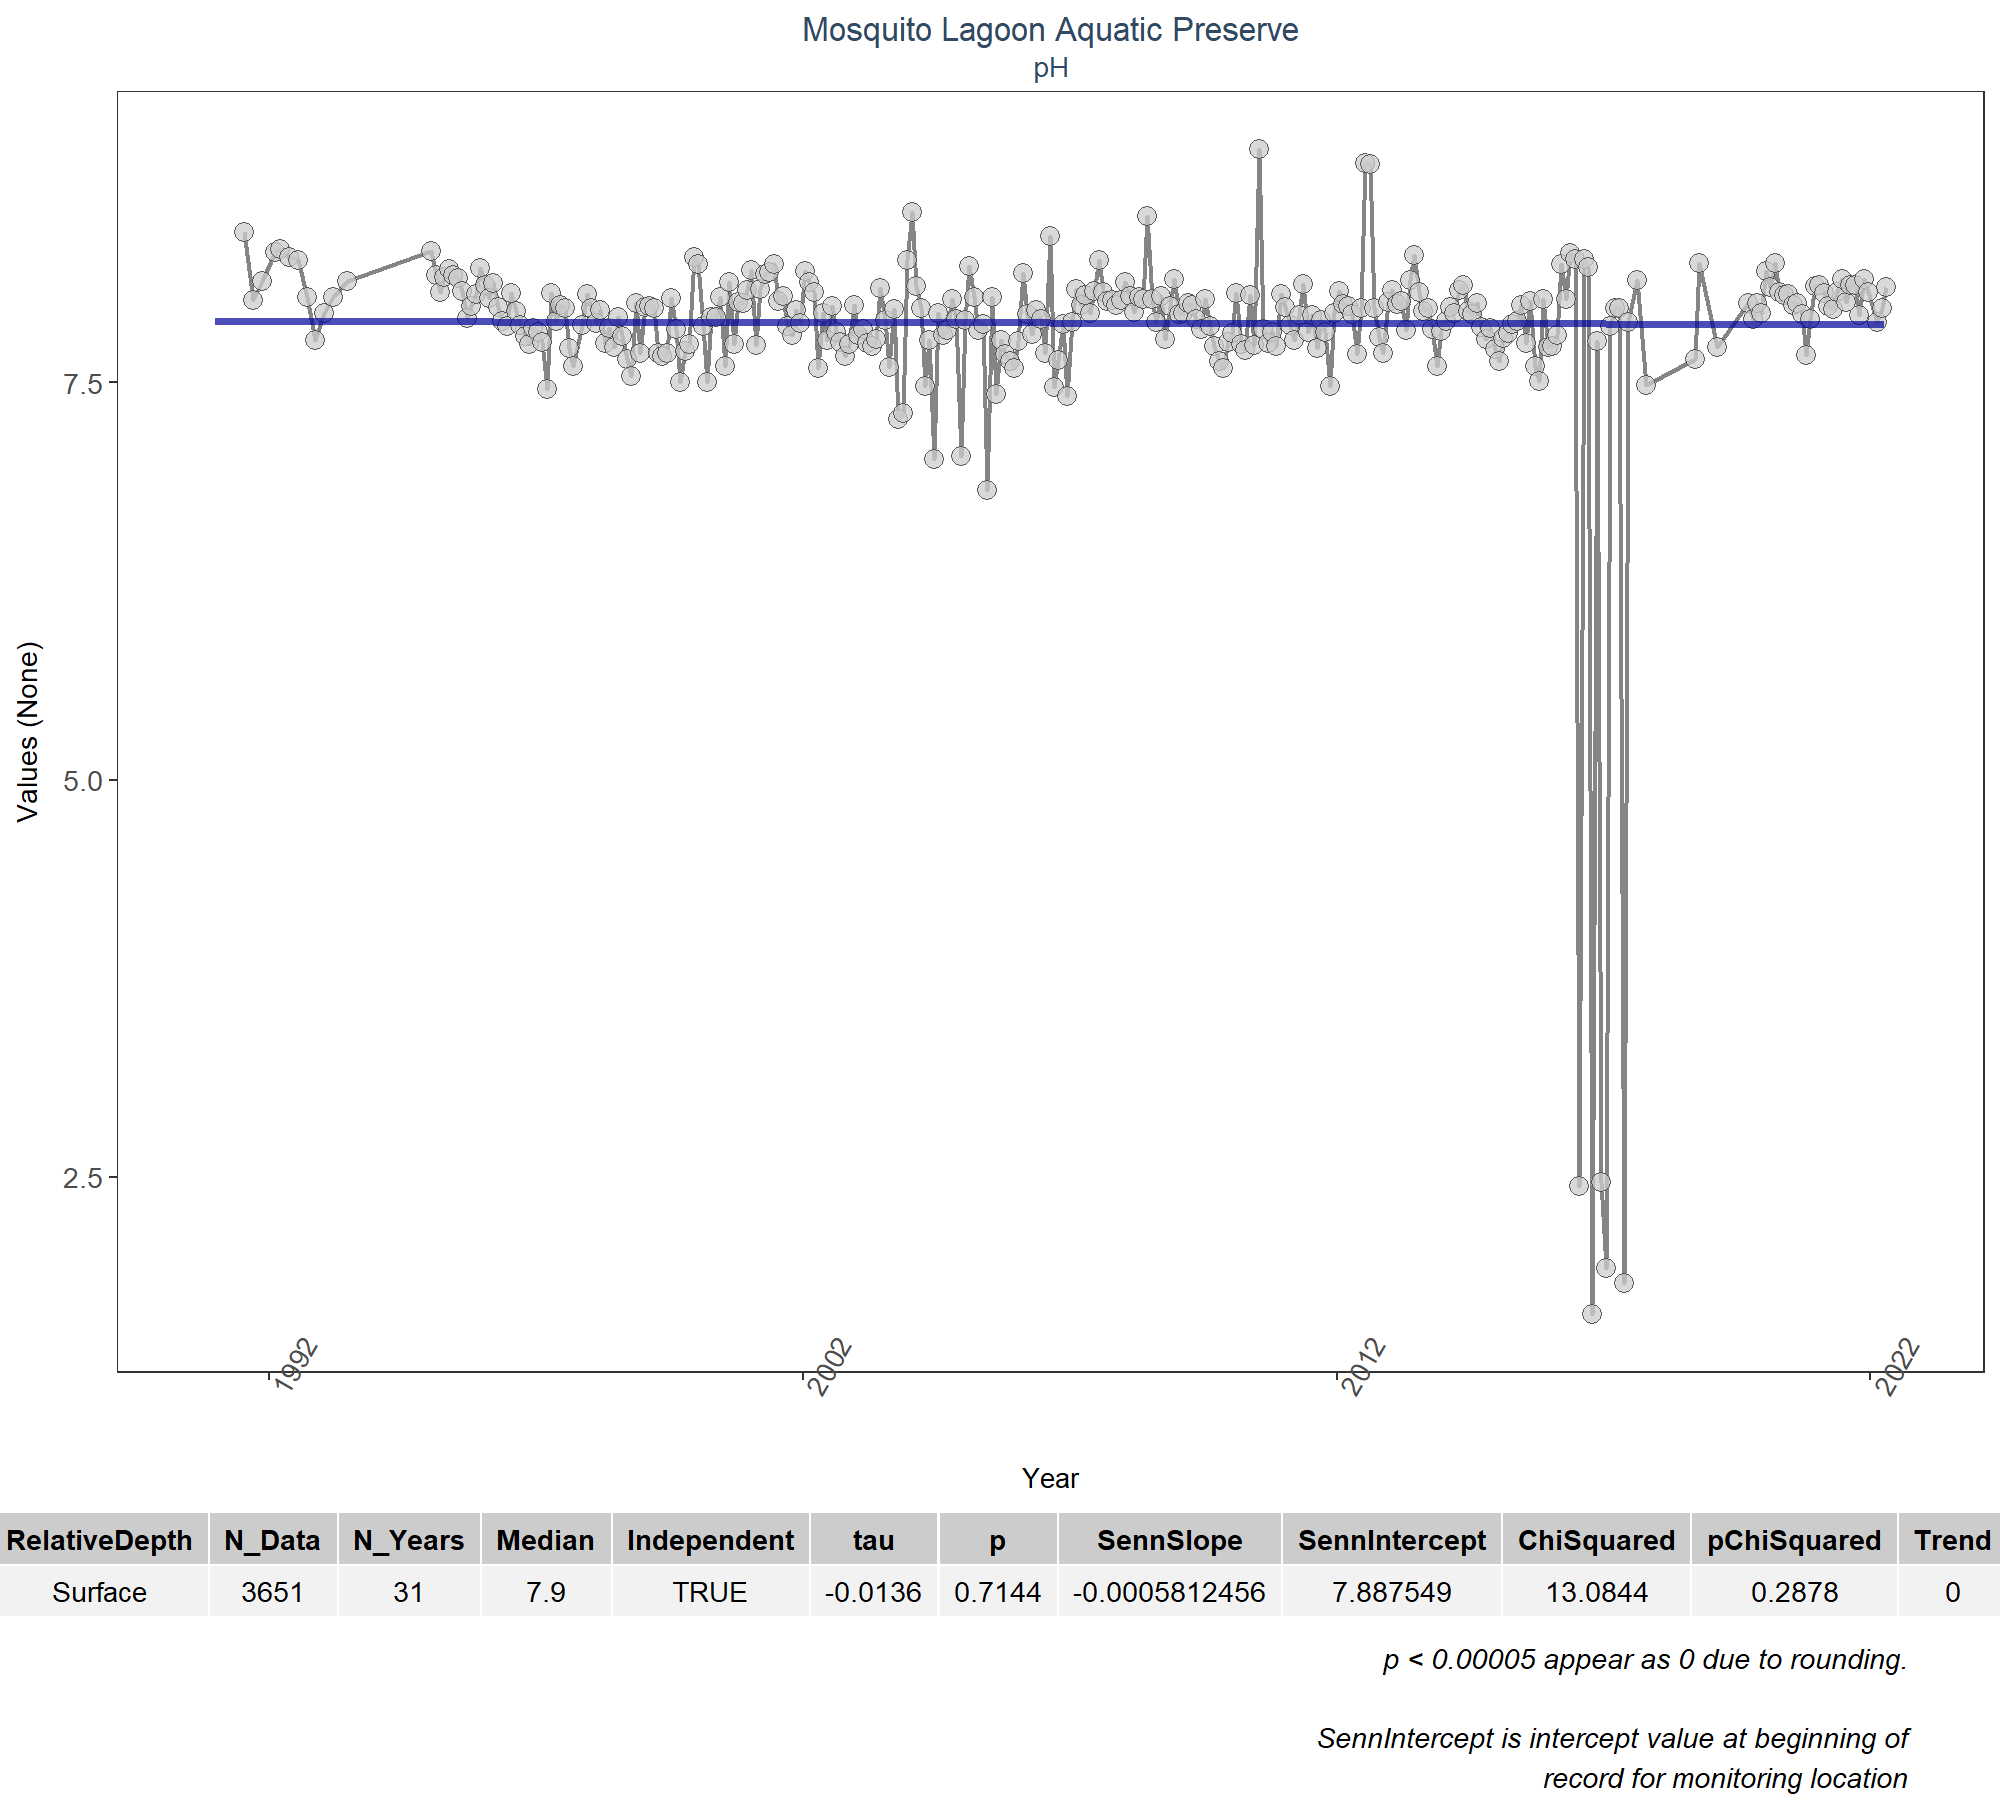 Mosquito Lagoon Aquatic Preserve
pH
Values (None)
7.5
5.0
2.5
1992
2002
2012
2022
Year
RelativeDepth N_Data N_Years Median Independent tau p SennSlope SennIntercept ChiSquared pChiSquared Trend
Surface 3651 31 7.9 TRUE -0.0136 0.7144 -0.0005812456 7.887549 13.0844 0.2878 0
p < 0.00005 appear as 0 due to rounding.
SennIntercept is intercept value at beginning of
record for monitoring location